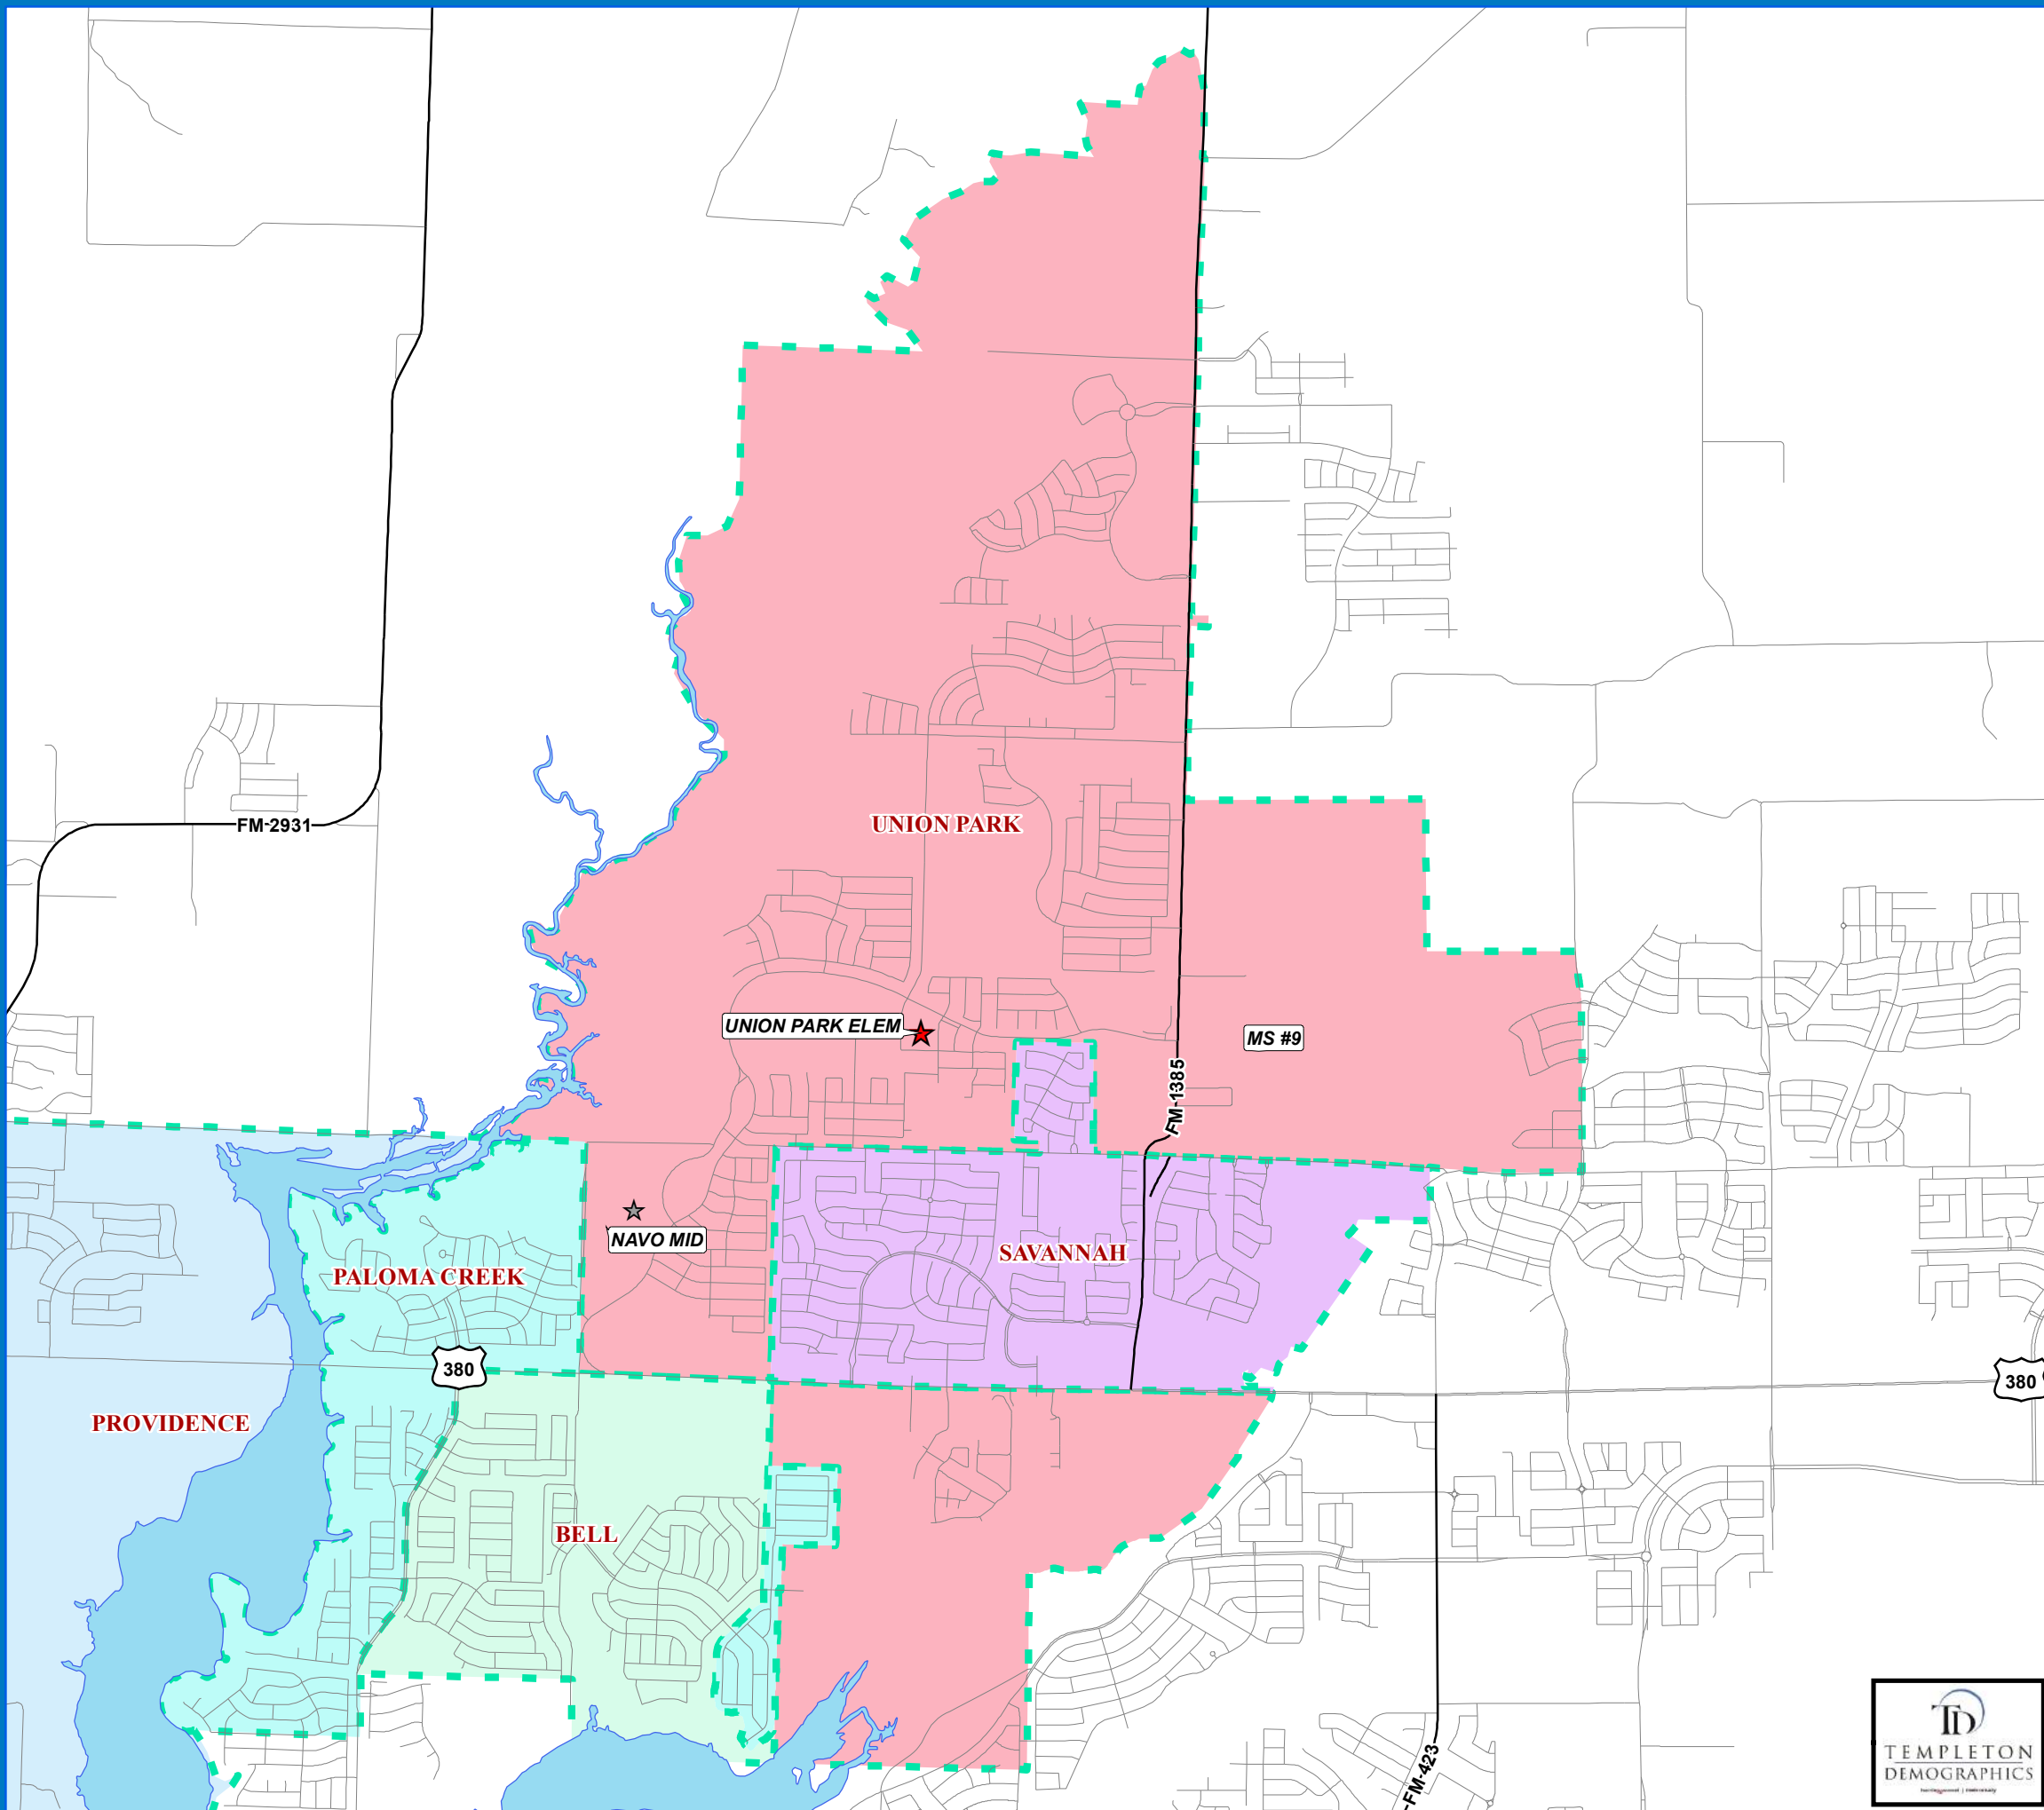 FM-2931
UNION PARK
UNION PARK ELEM
MS #9
FM-1385
NAVO MID
SAVANNAH
PALOMA CREEK
380
380
PROVIDENCE
BELL
FM-423
TD
TEMPLETON
DEMOGRAPHICS